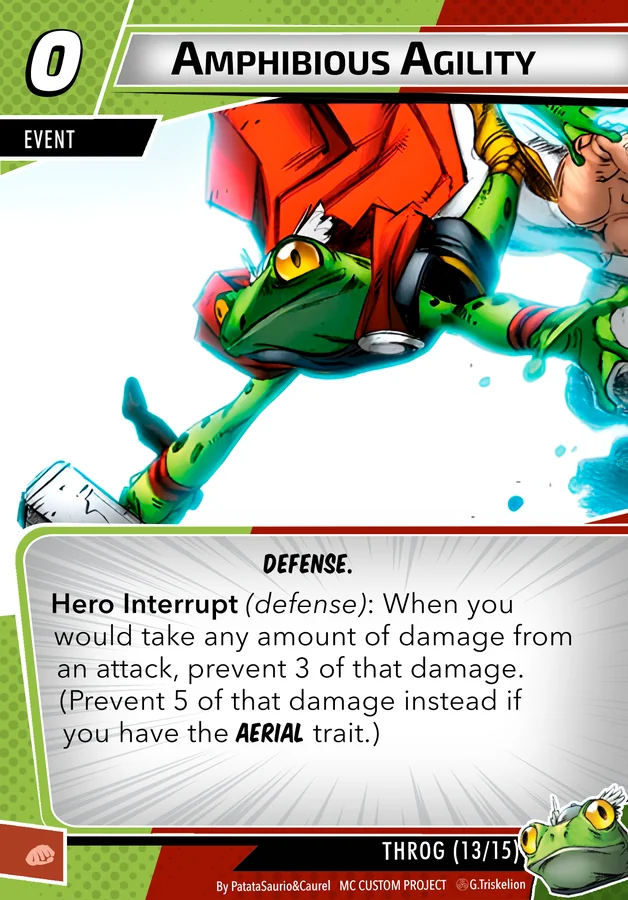 0
AMPHIBIOUS AGILITY
EVENT
DEFENSE.
Hero Interrupt (defense): When you
would take any amount of damage from
an attack, prevent 3 of that damage.
(Prevent 5 of that damage instead if
you have the AERIAL trait.)
THROG (13/15)
By PatataSaurio&Caurel MC CUSTOM PROJECT G.Triskelion